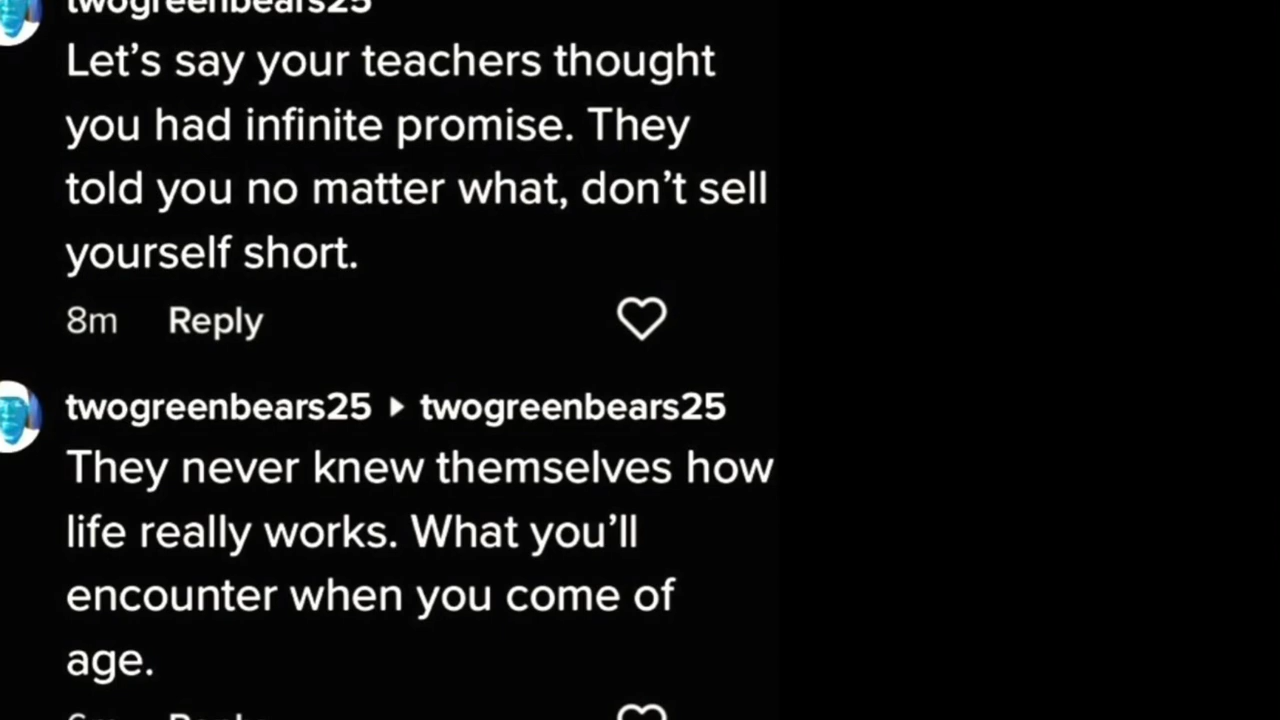 twogreenbears25
Let’s say your teachers thought
you had infinite promise. They
told you no matter what, don’t sell
yourself short.
8m Reply
twogreenbears25 ▸ twogreenbears25
They never knew themselves how
life really works. What you’ll
encounter when you come of
age.
6m Reply